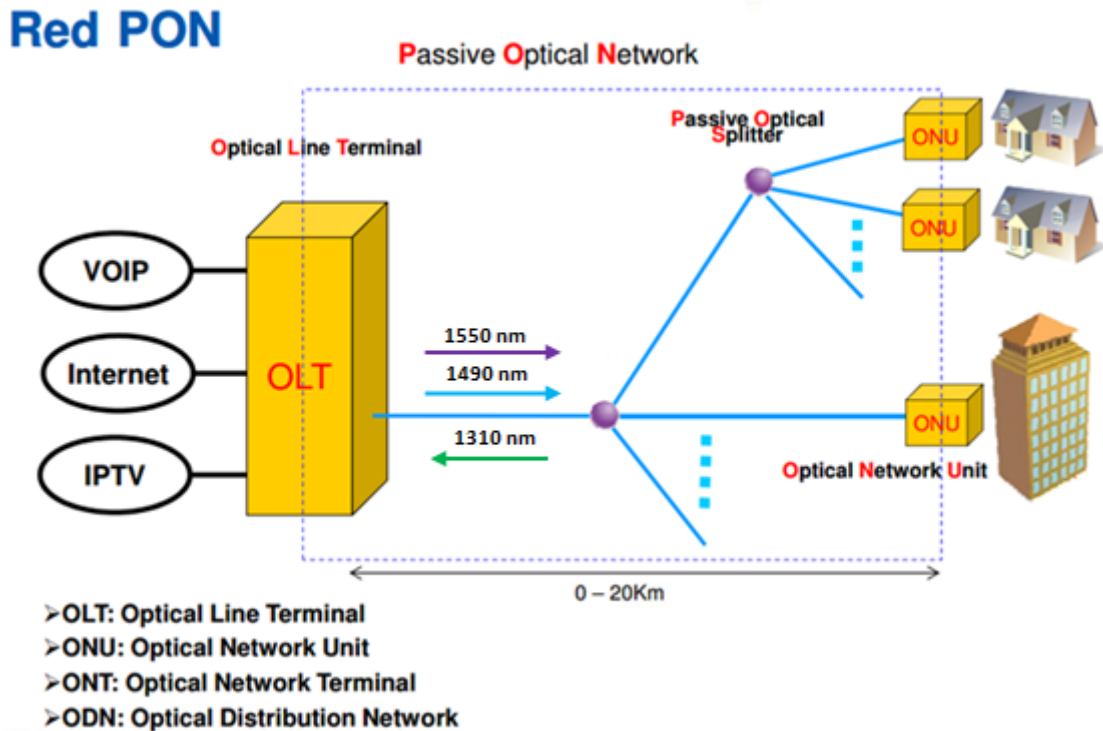 Red PON
Passive Optical Network
Passive Optical
Splitter
Optical Line Terminal
ONU
ONU
VOIP
Internet
IPTV
OLT
1550 nm
1490 nm
1310 nm
ONU
Optical Network Unit
0 – 20Km
➢OLT: Optical Line Terminal
➢ONU: Optical Network Unit
➢ONT: Optical Network Terminal
➢ODN: Optical Distribution Network